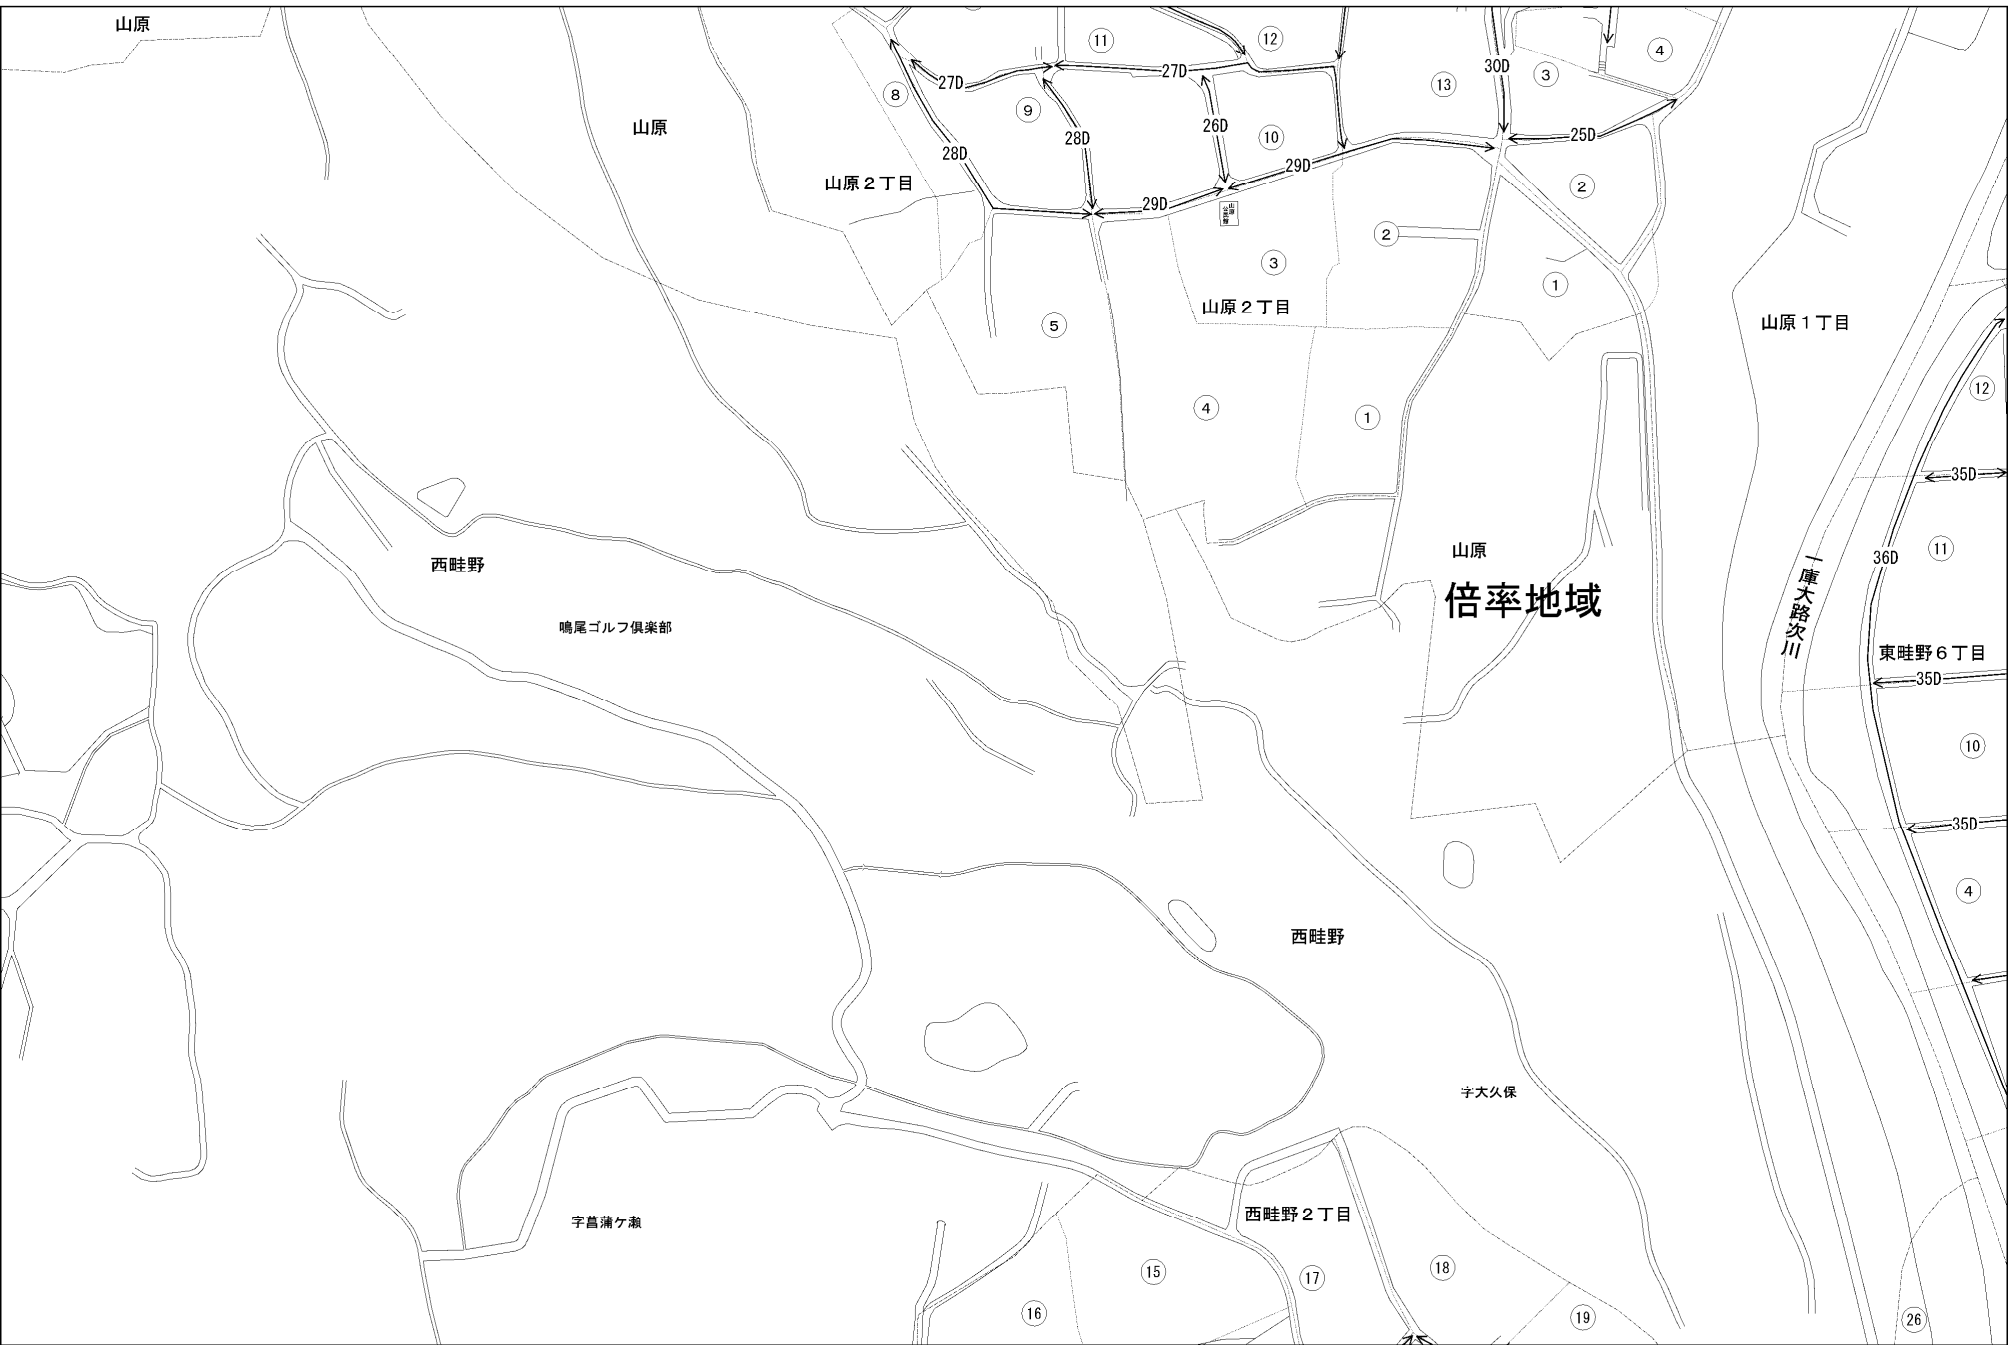 山原
⑪
⑫
④
30D
③
27D
27D
⑬
⑧
⑨
山原
28D
26D
⑩
25D
28D
29D
山原２丁目
②
29D
山原
公民館
②
③
①
山原２丁目
山原１丁目
⑤
⑫
④
①
35D
山原
⑪
36D
西畦野
一庫大路次川
倍率地域
鳴尾ゴルフ倶楽部
東畦野６丁目
35D
⑩
35D
④
西畦野
字大久保
西畦野２丁目
字菖蒲ケ瀬
⑮
⑰
⑱
⑯
⑲
㉖